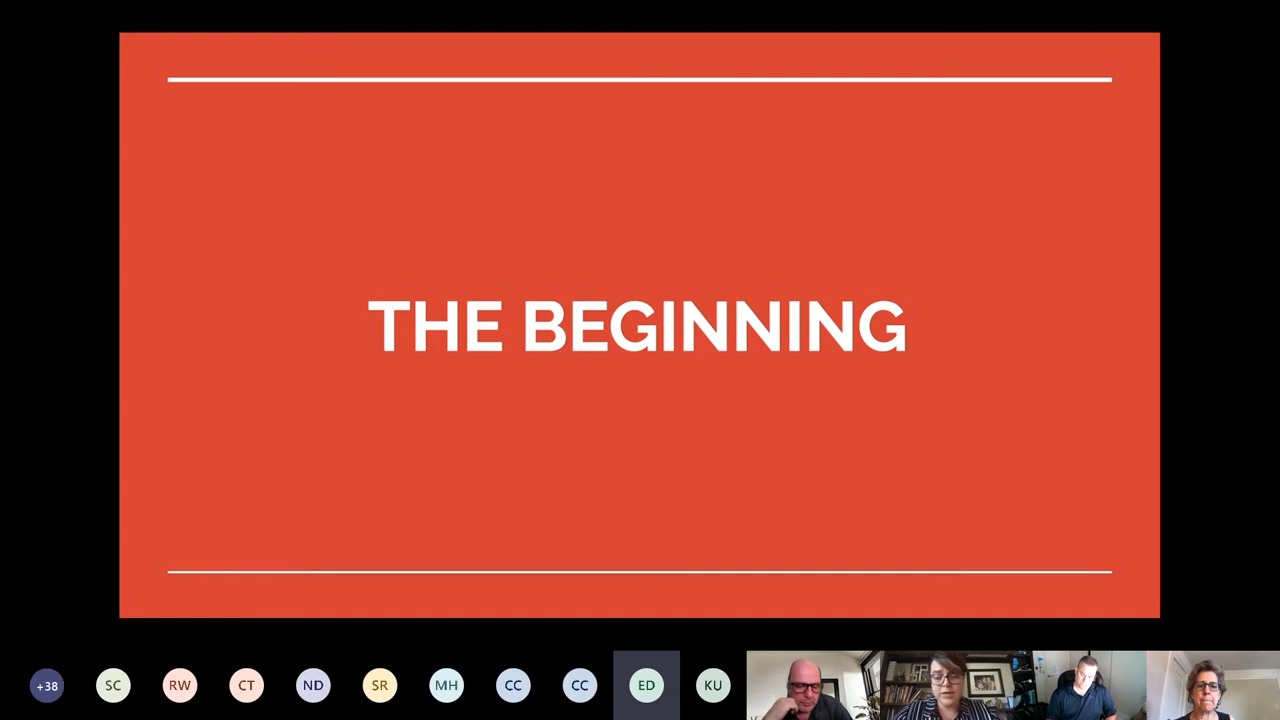 THE BEGINNING
+38 SC RW CT ND SR MH CC CC ED KU